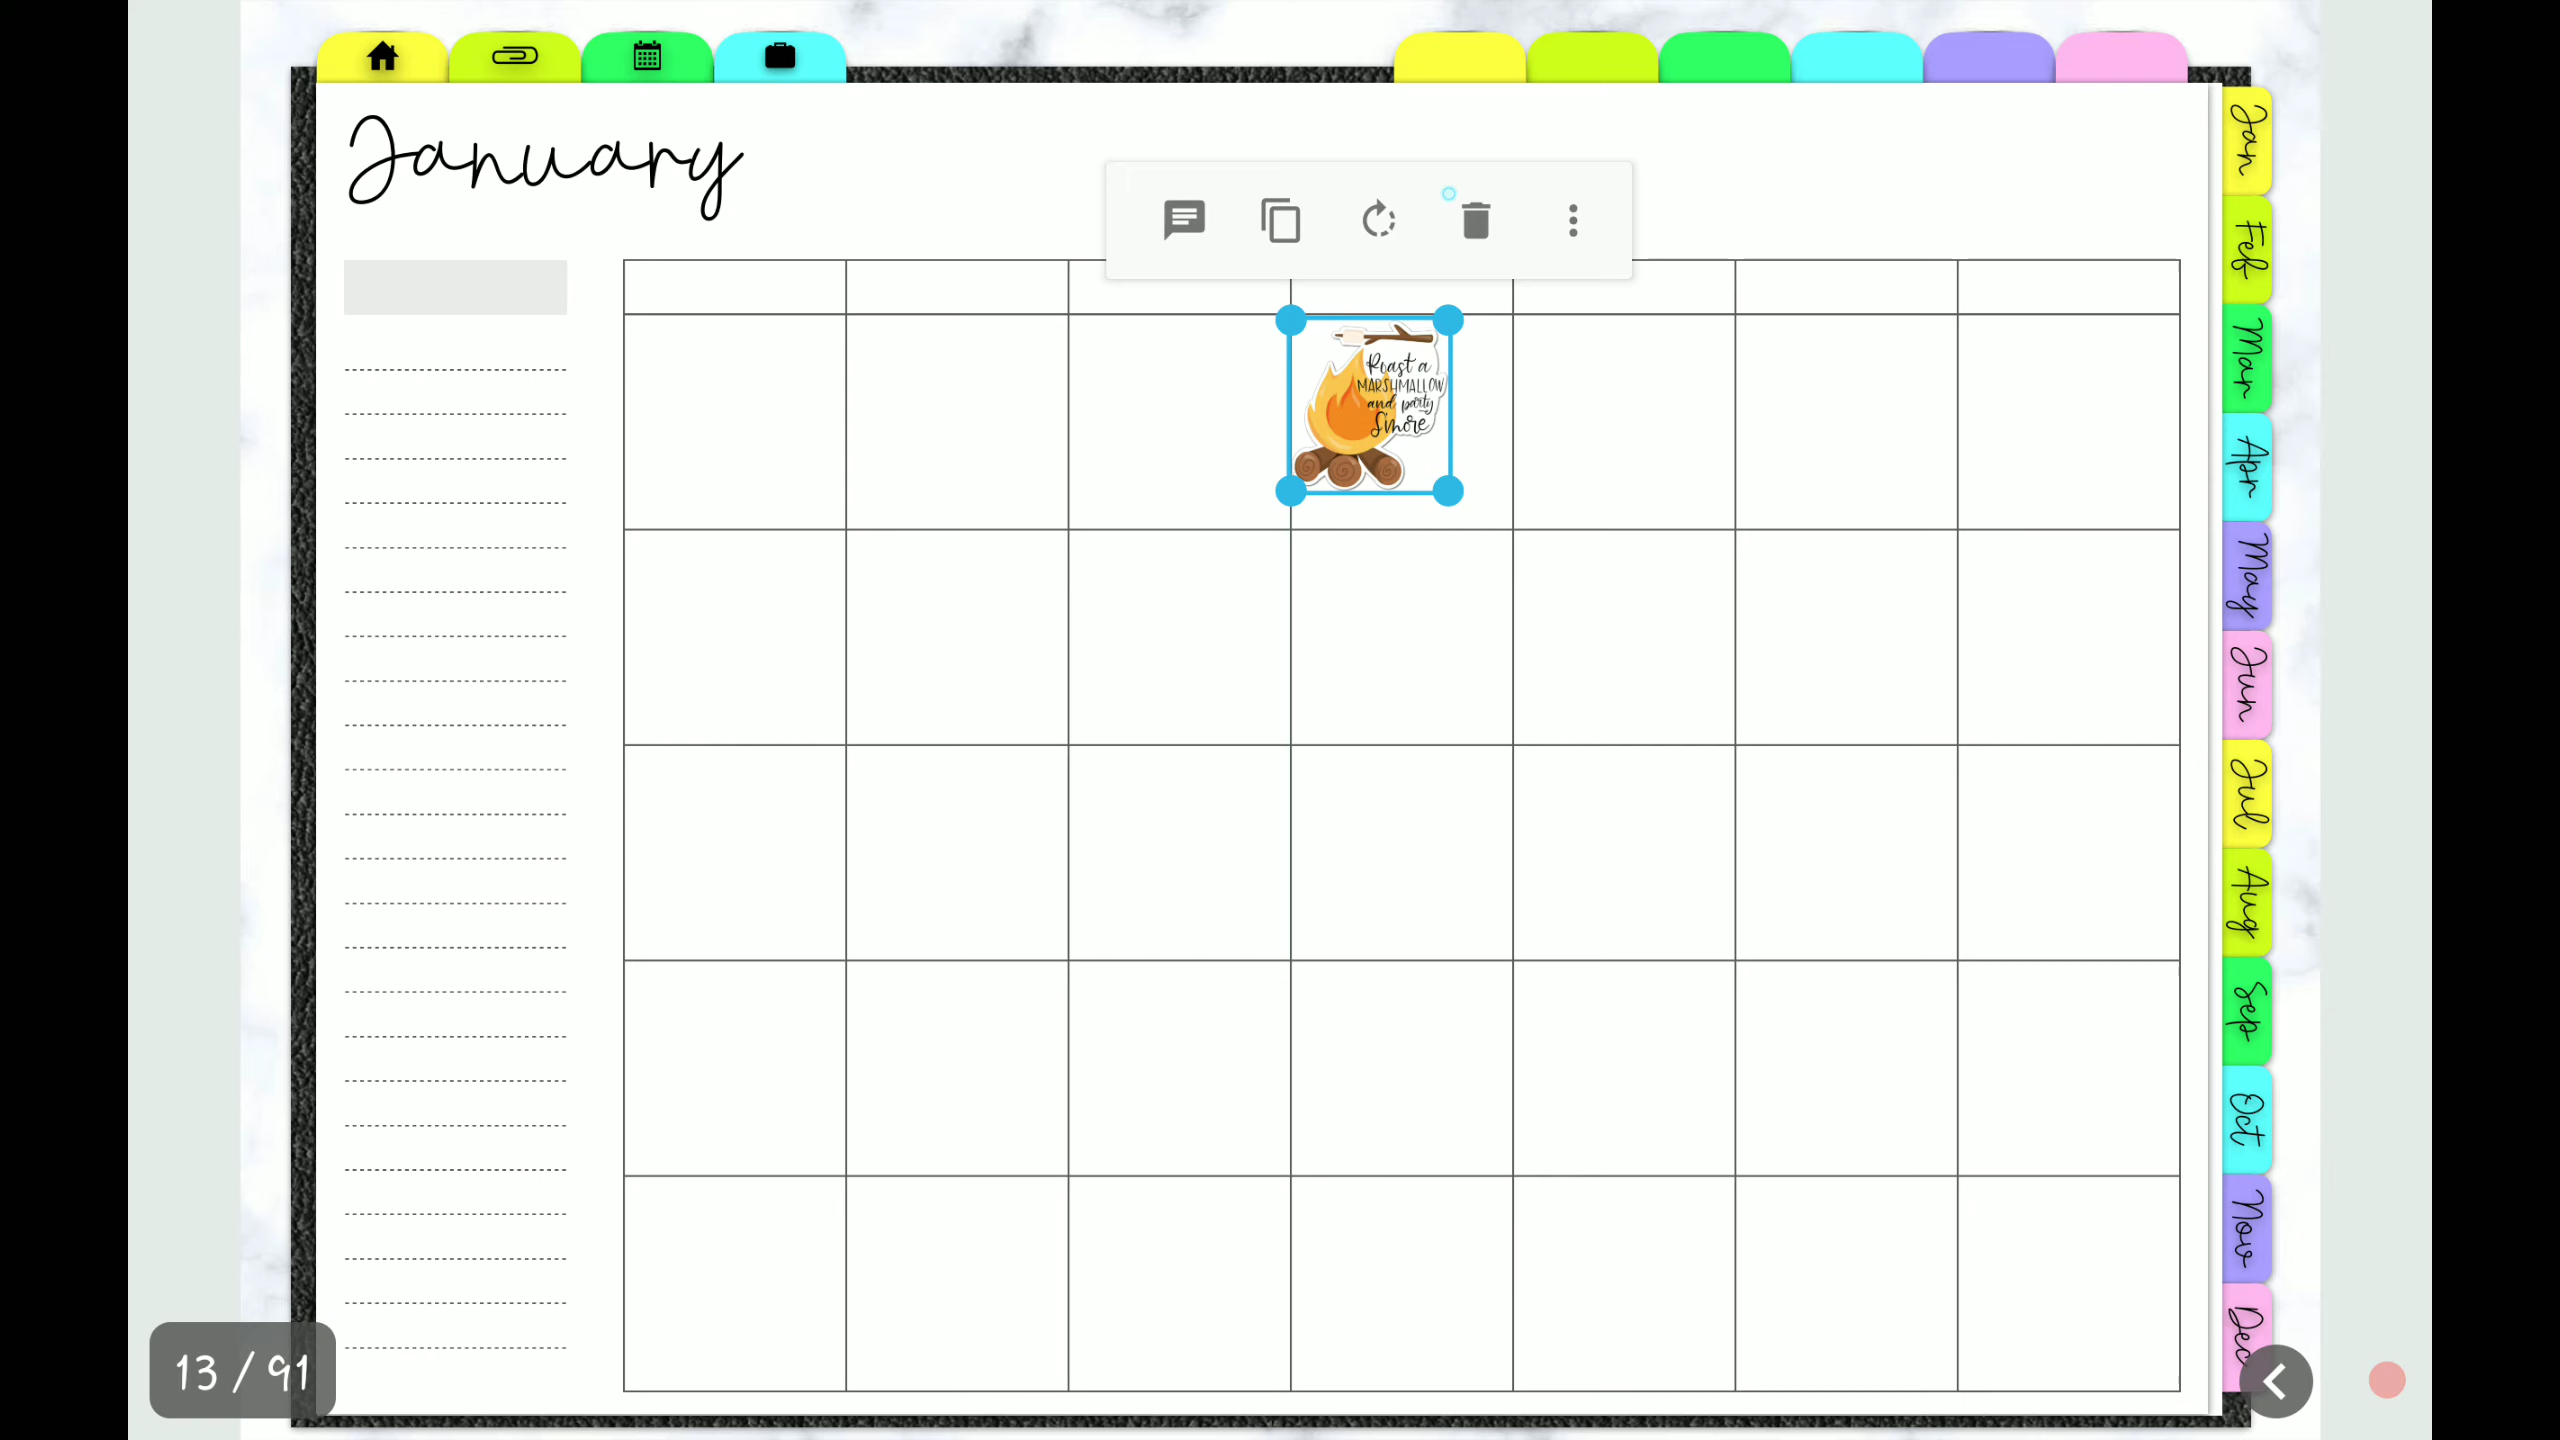 January
Roast a
MARSHMALLOW
and party
S'more
Jan
Feb
Mar
Apr
May
Jun
Jul
Aug
Sep
Oct
Nov
Dec
13 / 91